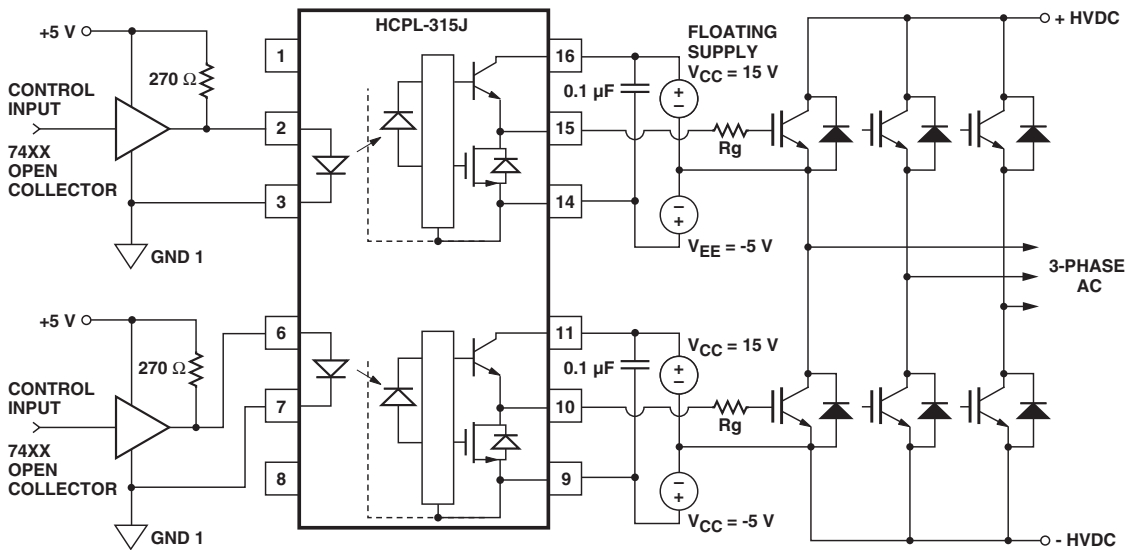 HCPL-315J
+5 V
270 Ω
CONTROL
INPUT
74XX
OPEN
COLLECTOR
GND 1
1
2
3
16
15
14
0.1 µF
FLOATING
SUPPLY
VCC = 15 V
+
−
Rg
−
+
VEE = -5 V
+ HVDC
3-PHASE
AC
+5 V
270 Ω
CONTROL
INPUT
74XX
OPEN
COLLECTOR
GND 1
6
7
8
11
10
9
0.1 µF
VCC = 15 V
+
−
Rg
−
+
VCC = -5 V
- HVDC